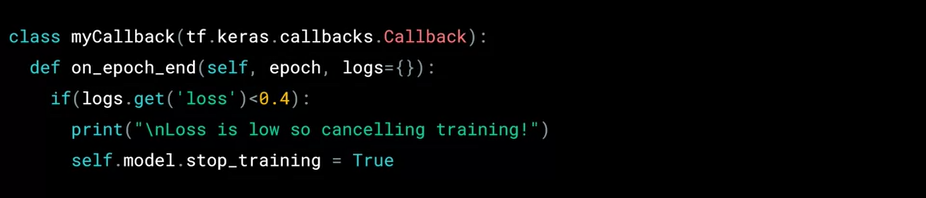 class myCallback(tf.keras.callbacks.Callback):
  def on_epoch_end(self, epoch, logs={}):
    if(logs.get('loss')<0.4):
      print("\nLoss is low so cancelling training!")
      self.model.stop_training = True